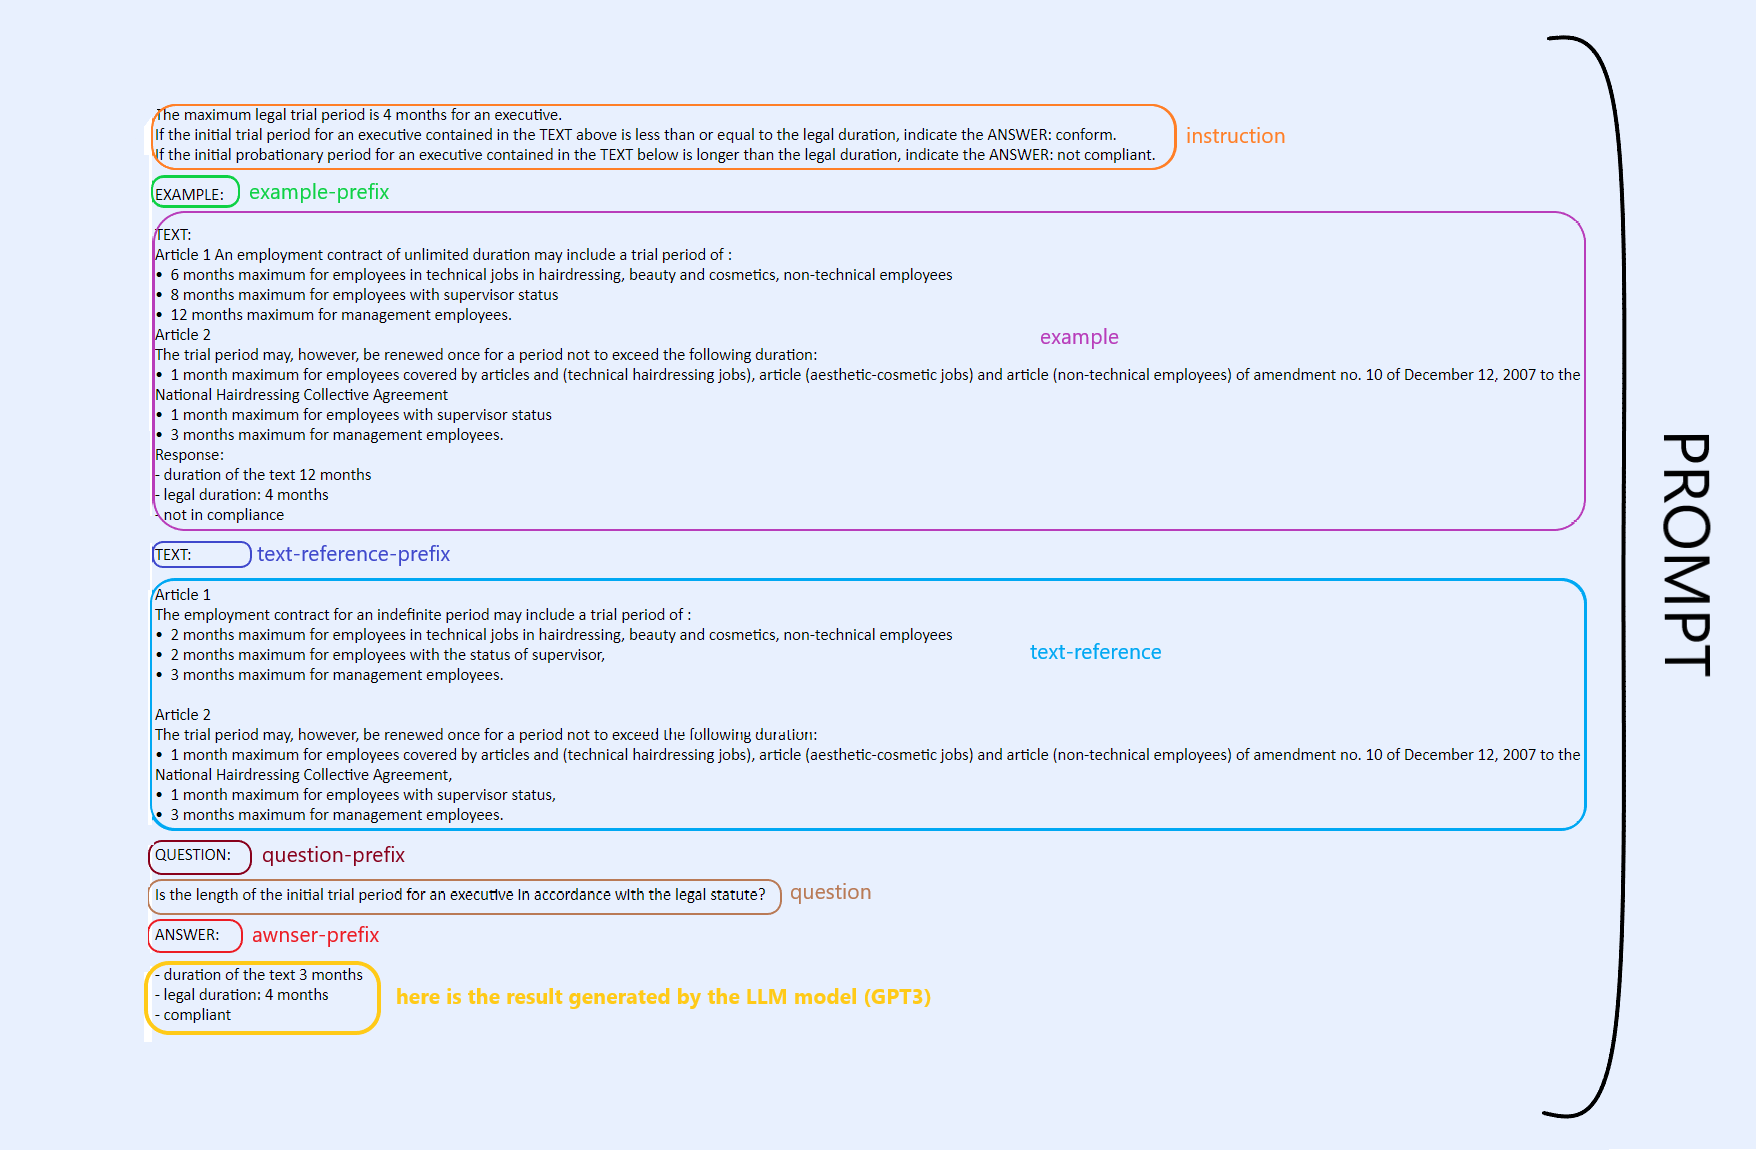 The maximum legal trial period is 4 months for an executive.
If the initial trial period for an executive contained in the TEXT above is less than or equal to the legal duration, indicate the ANSWER: conform.
If the initial probationary period for an executive contained in the TEXT below is longer than the legal duration, indicate the ANSWER: not compliant.
instruction
EXAMPLE:
example-prefix
TEXT:
Article 1 An employment contract of unlimited duration may include a trial period of :
• 6 months maximum for employees in technical jobs in hairdressing, beauty and cosmetics, non-technical employees
• 8 months maximum for employees with supervisor status
• 12 months maximum for management employees.
Article 2
example
The trial period may, however, be renewed once for a period not to exceed the following duration:
• 1 month maximum for employees covered by articles and (technical hairdressing jobs), article (aesthetic-cosmetic jobs) and article (non-technical employees) of amendment no. 10 of December 12, 2007 to the
National Hairdressing Collective Agreement
• 1 month maximum for employees with supervisor status
• 3 months maximum for management employees.
Response:
- duration of the text 12 months
- legal duration: 4 months
- not in compliance
TEXT:
text-reference-prefix
Article 1
The employment contract for an indefinite period may include a trial period of :
• 2 months maximum for employees in technical jobs in hairdressing, beauty and cosmetics, non-technical employees
• 2 months maximum for employees with the status of supervisor,
text-reference
• 3 months maximum for management employees.
Article 2
The trial period may, however, be renewed once for a period not to exceed the following duration:
• 1 month maximum for employees covered by articles and (technical hairdressing jobs), article (aesthetic-cosmetic jobs) and article (non-technical employees) of amendment no. 10 of December 12, 2007 to the
National Hairdressing Collective Agreement,
• 1 month maximum for employees with supervisor status,
• 3 months maximum for management employees.
QUESTION:
question-prefix
Is the length of the initial trial period for an executive in accordance with the legal statute?
question
ANSWER:
awnser-prefix
- duration of the text 3 months
- legal duration: 4 months
- compliant
here is the result generated by the LLM model (GPT3)
PROMPT